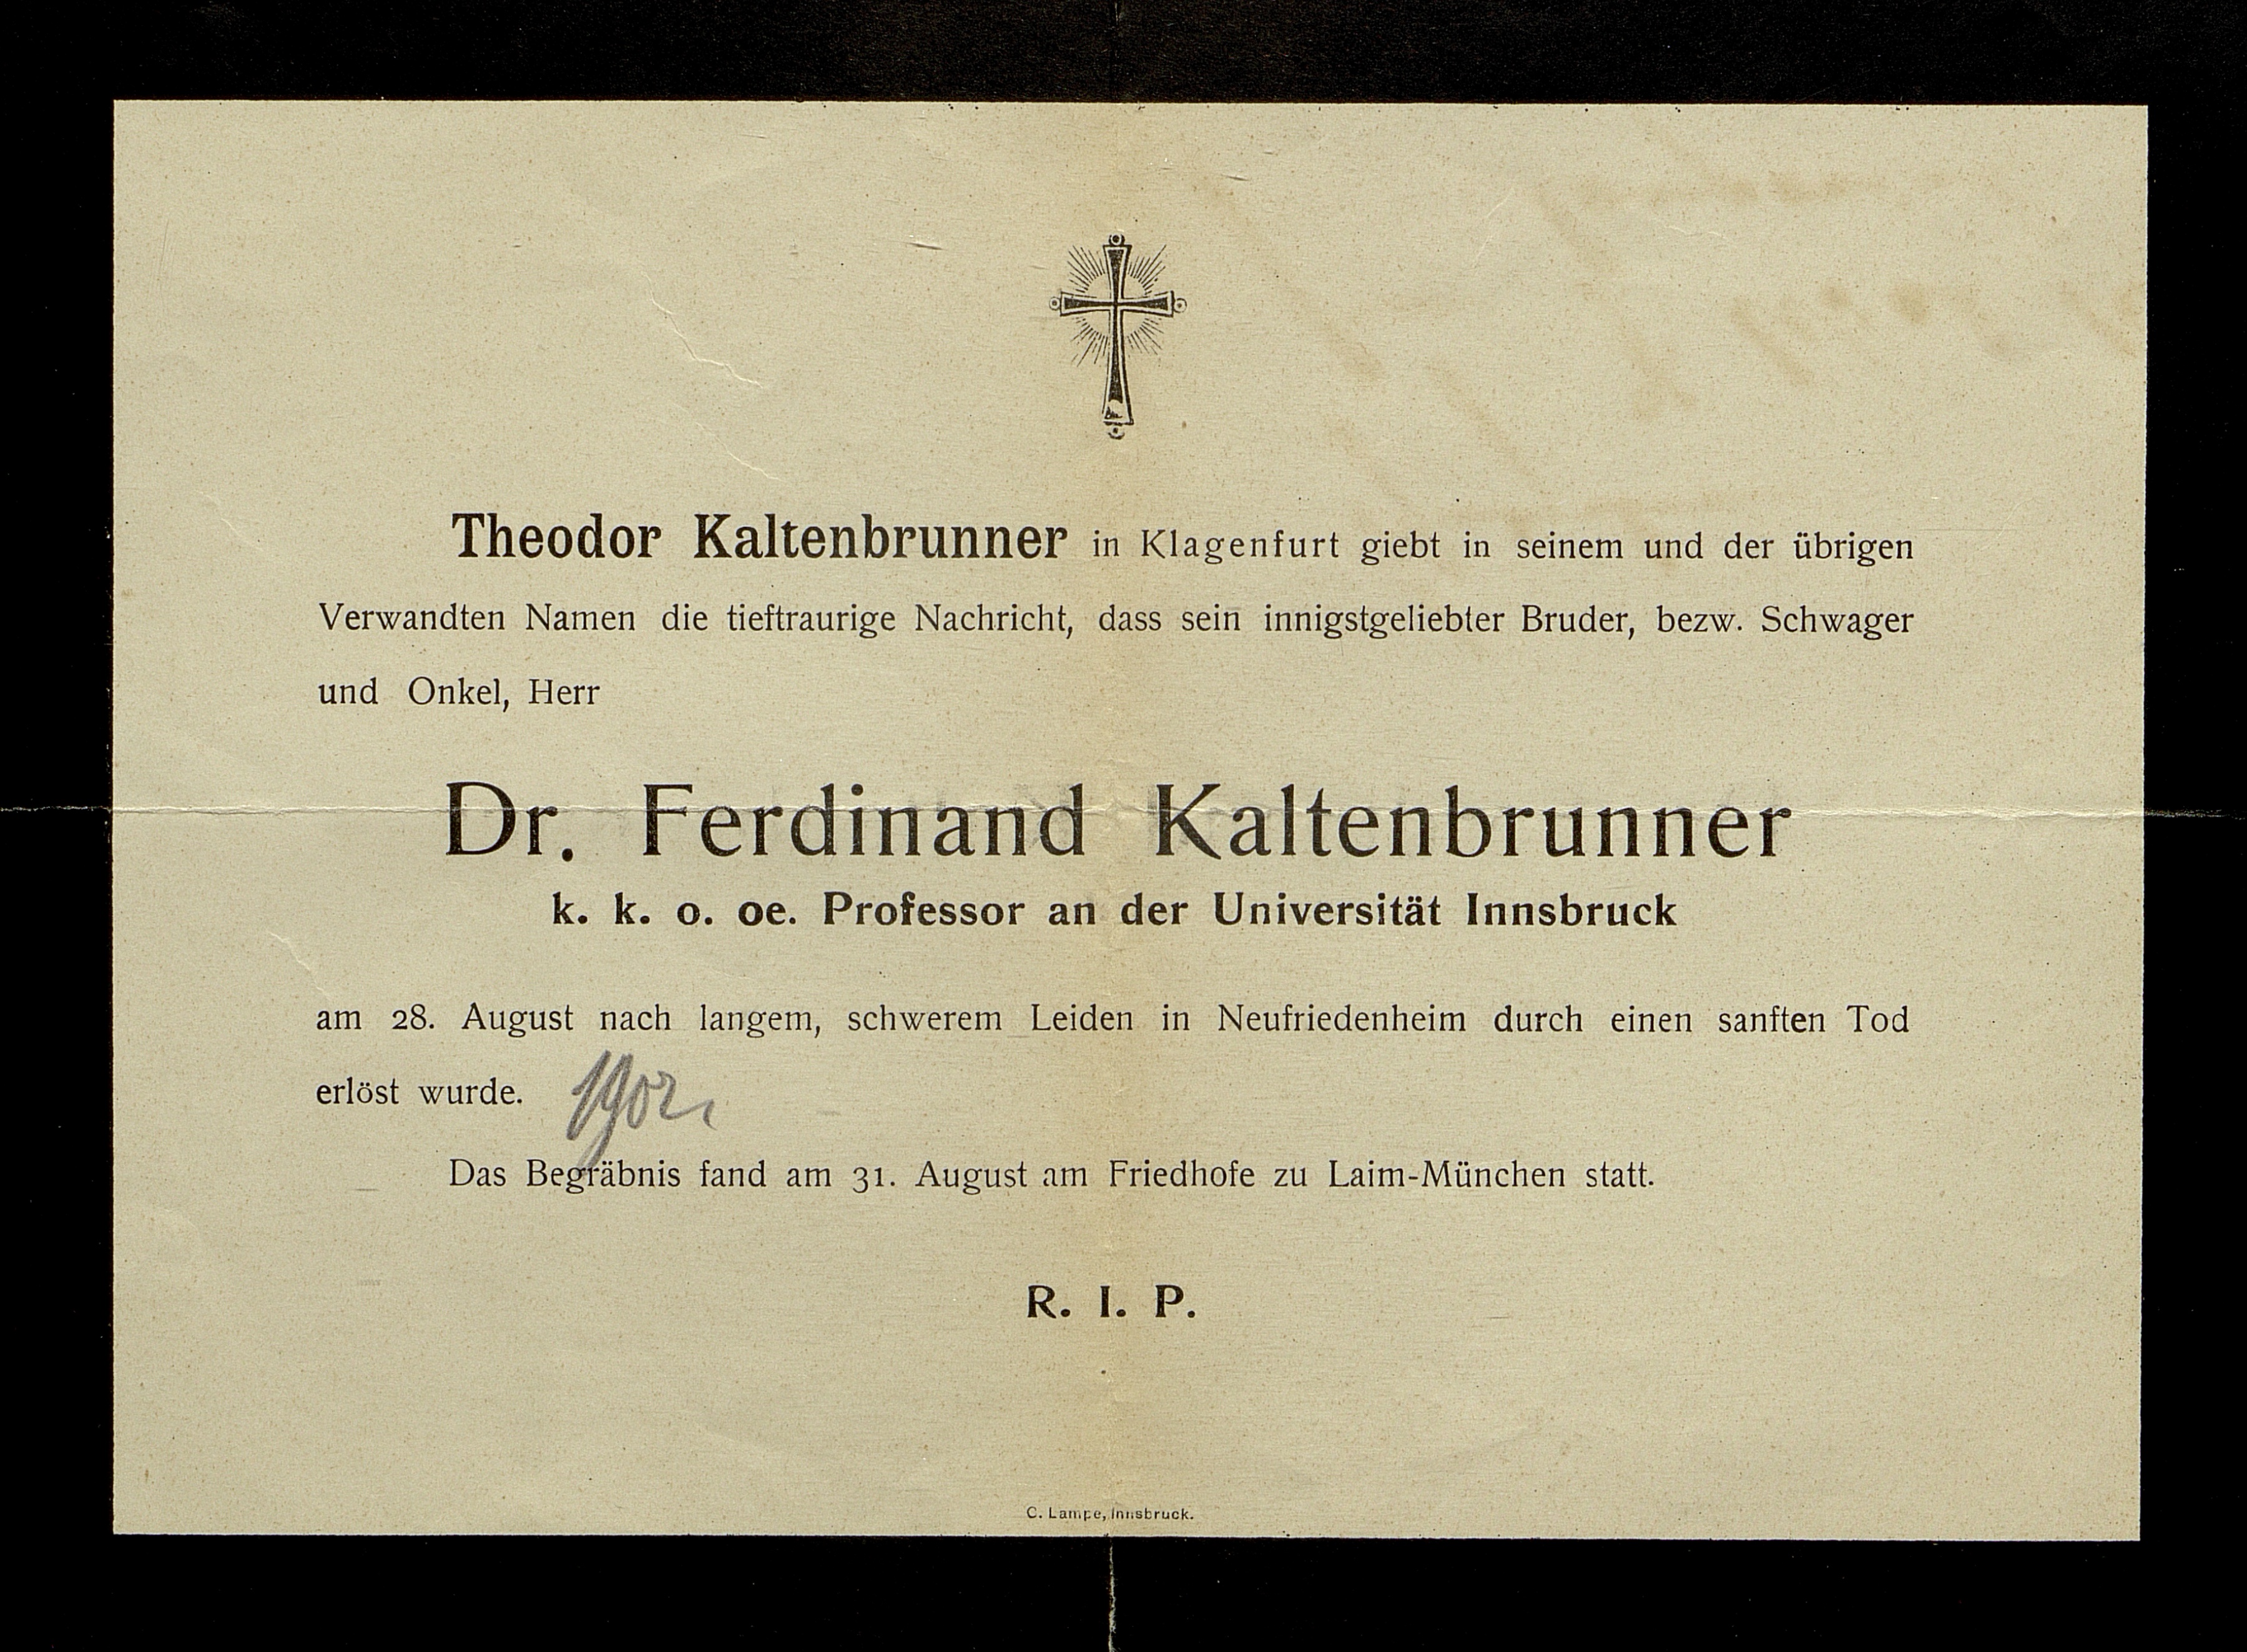 Theodor Kaltenbrunner in Klagenfurt giebt in seinem und der übrigen
Verwandten Namen die tieftraurige Nachricht, dass sein innigstgeliebter Bruder, bezw. Schwager
und Onkel, Herr
Dr. Ferdinand Kaltenbrunner
k. k. o. oe. Professor an der Universität Innsbruck
am 28. August nach langem, schwerem Leiden in Neufriedenheim durch einen sanften Tod
erlöst wurde. 1902.
Das Begräbnis fand am 31. August am Friedhofe zu Laim-München statt.
R. I. P.
C. Lampe, Innsbruck.